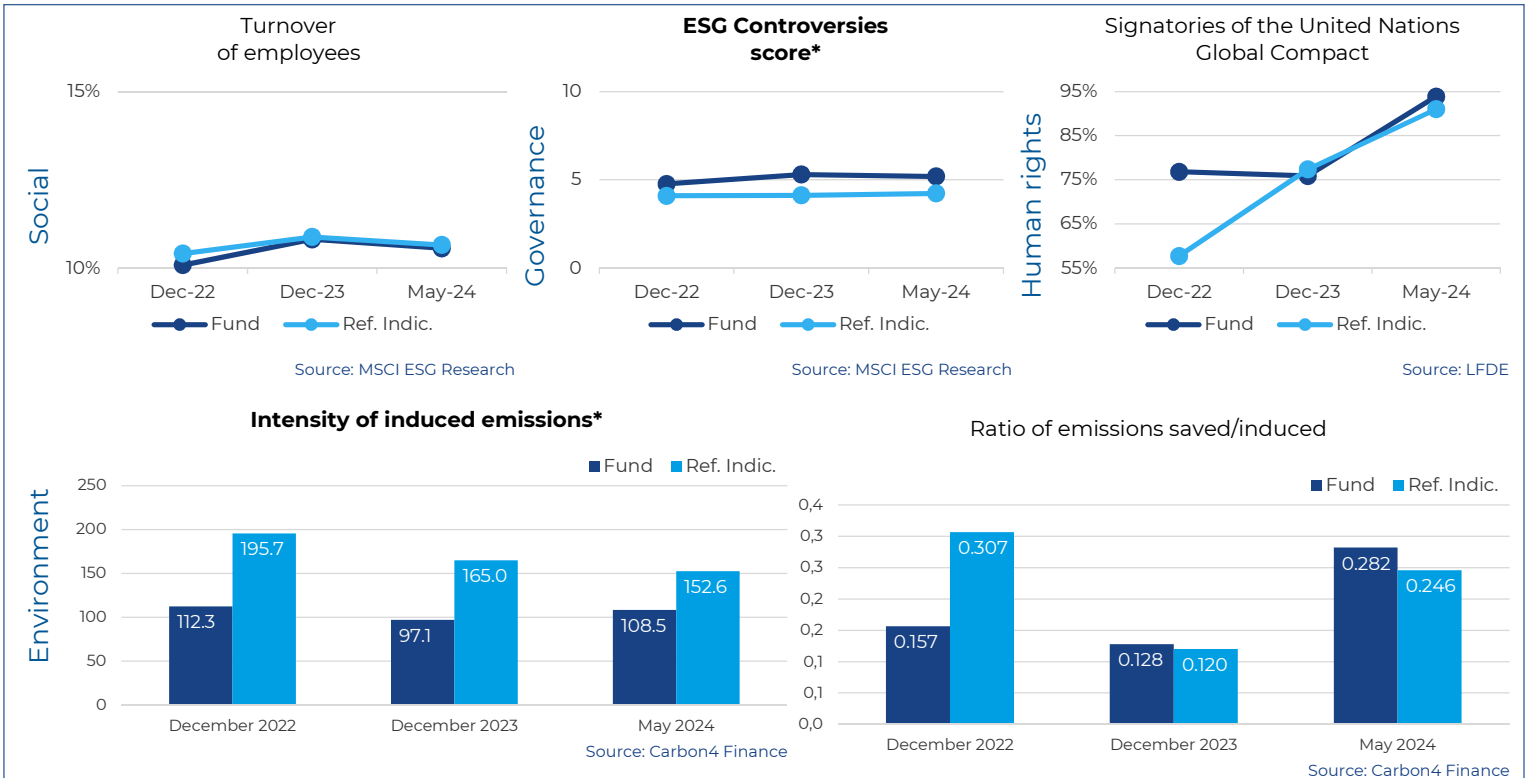 Turnover
of employees
15%
10%
Social
Dec-22 Dec-23 May-24
Fund Ref. Indic.
Source: MSCI ESG Research
ESG Controversies
score*
10
5
0
Governance
Dec-22 Dec-23 May-24
Fund Ref. Indic.
Source: MSCI ESG Research
Signatories of the United Nations
Global Compact
95%
85%
75%
65%
55%
Human rights
Dec-22 Dec-23 May-24
Fund Ref. Indic.
Source: LFDE
Intensity of induced emissions*
Fund Ref. Indic.
Environment
250
200
150
100
50
0
112.3 195.7
97.1 165.0
108.5 152.6
December 2022 December 2023 May 2024
Source: Carbon4 Finance
Ratio of emissions saved/induced
Fund Ref. Indic.
0,4
0,3
0,3
0,2
0,2
0,1
0,1
0,0
0.157 0.307
0.128 0.120
0.282 0.246
December 2022 December 2023 May 2024
Source: Carbon4 Finance